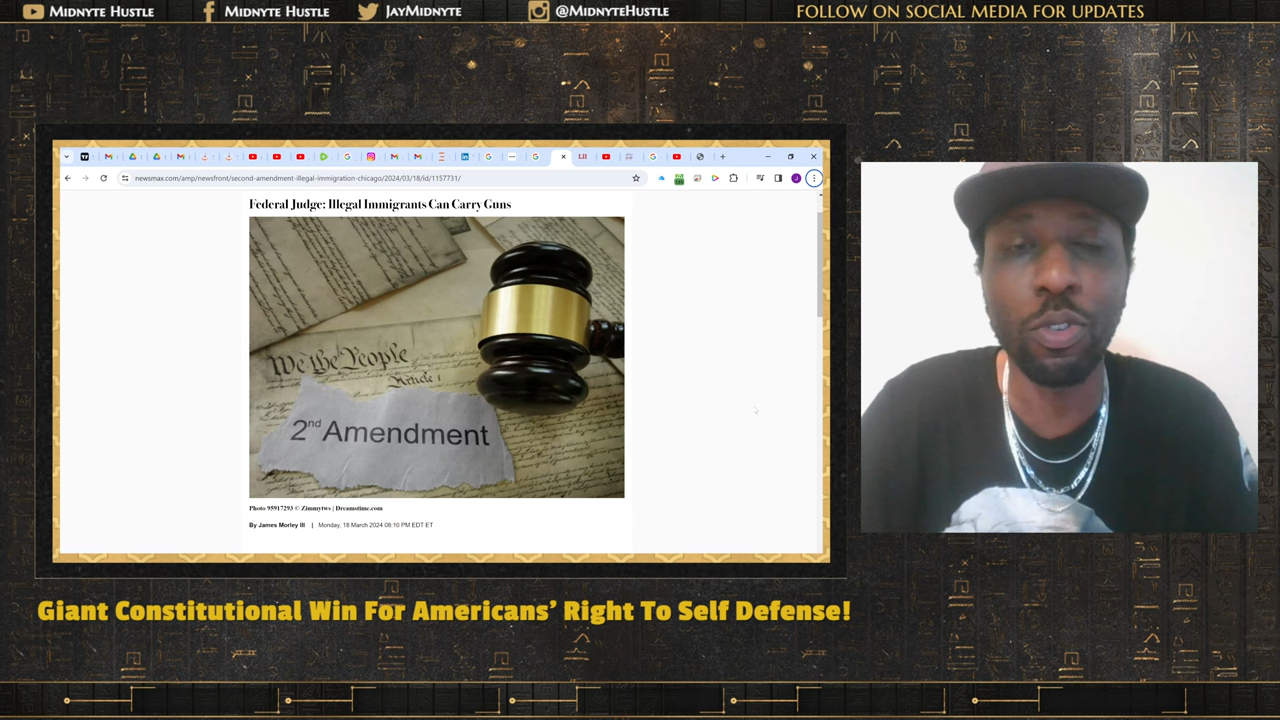 Midnyte Hustle
Midnyte Hustle
JayMidnyte
@MidnyteHustle
FOLLOW ON SOCIAL MEDIA FOR UPDATES
newsmax.com/amp/newsfront/second-amendment-illegal-immigration-chicago/2024/03/18/id/1157731/
Federal Judge: Illegal Immigrants Can Carry Guns
We the People
Article 1
2nd Amendment
Photo 95917293 © Zimmytws | Dreamstime.com
By James Morley III | Monday, 18 March 2024 08:10 PM EDT ET
Giant Constitutional Win For Americans’ Right To Self Defense!